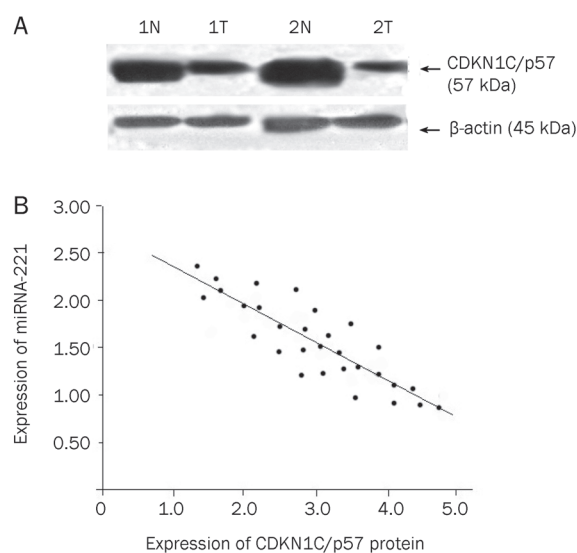 A
1N 1T 2N 2T
CDKN1C/p57
(57 kDa)
β-actin (45 kDa)
B
Expression of miRNA-221
3.00
2.50
2.00
1.50
1.00
0.50
0 1.0 2.0 3.0 4.0 5.0
Expression of CDKN1C/p57 protein